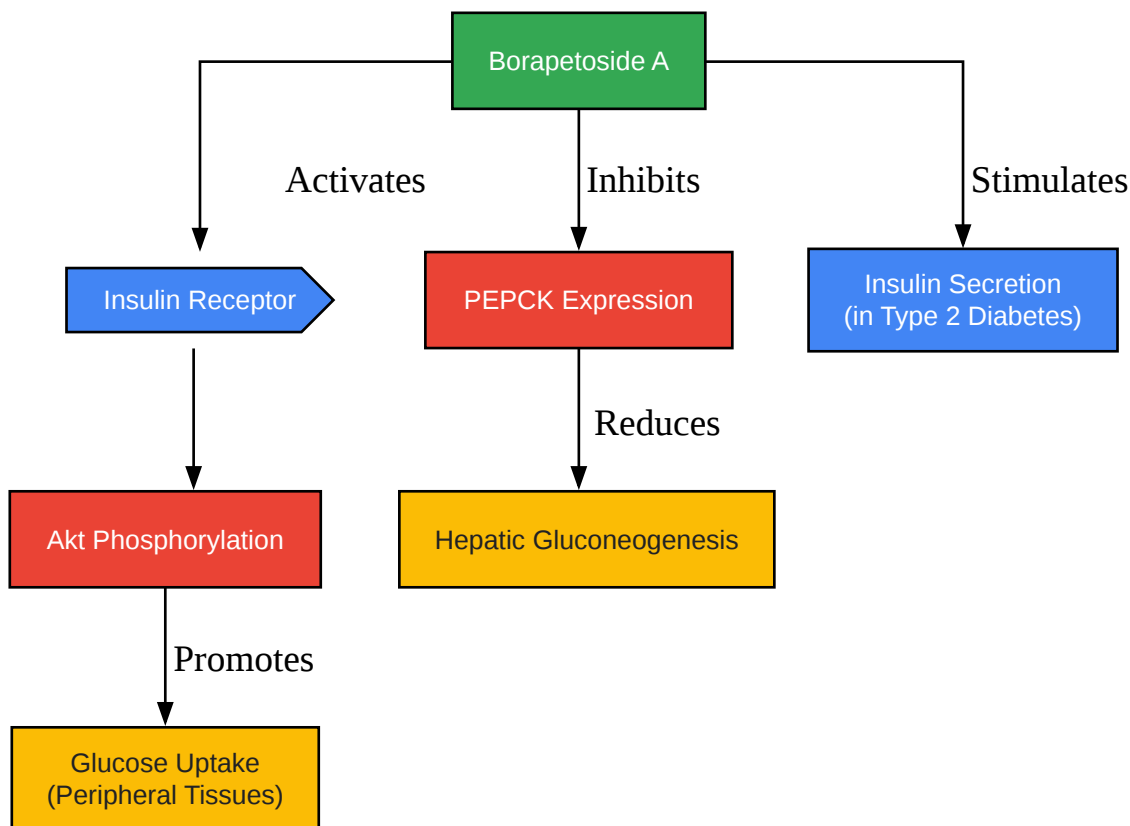 Borapetoside A
Activates
Inhibits
Stimulates
Insulin Receptor
PEPCK Expression
Insulin Secretion
(in Type 2 Diabetes)
Reduces
Akt Phosphorylation
Hepatic Gluconeogenesis
Promotes
Glucose Uptake
(Peripheral Tissues)